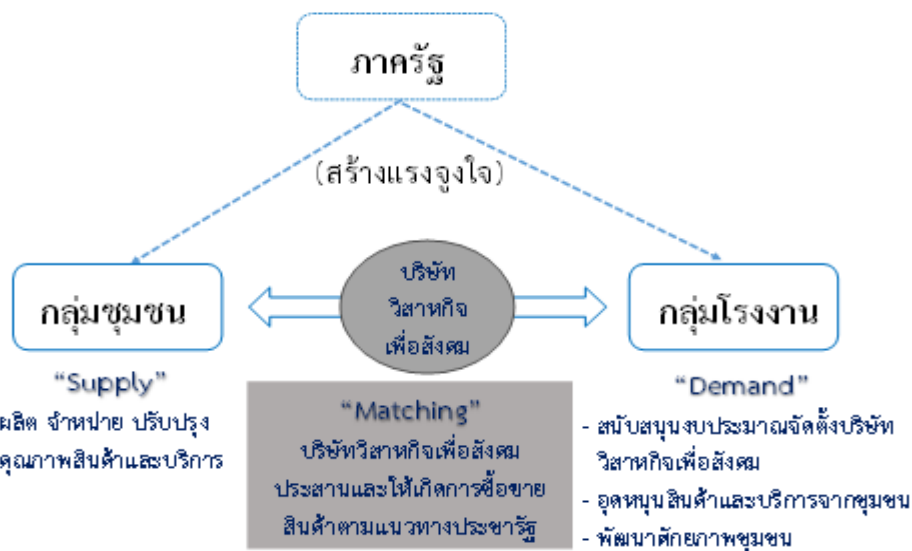 ภาครัฐ
(สร้างแรงจูงใจ)
กลุ่มชุมชน
บริษัท
วิสาหกิจ
เพื่อสังคม
กลุ่มโรงงาน
“Supply”
ผลิต จำหน่าย ปรับปรุง
คุณภาพสินค้าและบริการ
“Matching”
บริษัทวิสาหกิจเพื่อสังคม
ประสานและให้เกิดการซื้อขาย
สินค้าตามแนวทางประชารัฐ
“Demand”
- สนับสนุนงบประมาณจัดตั้งบริษัท
วิสาหกิจเพื่อสังคม
- อุดหนุนสินค้าและบริการจากชุมชน
- พัฒนาศักยภาพชุมชน